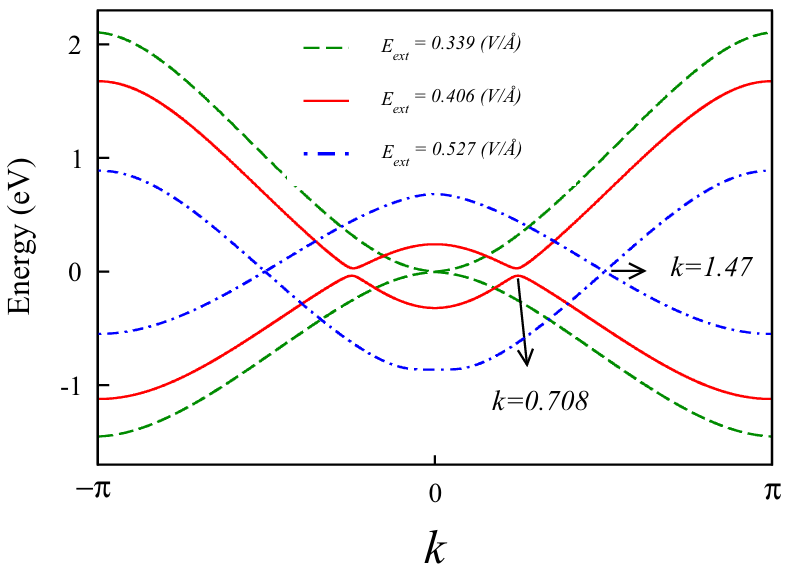 2
E_ext = 0.339 (V/Å)
E_ext = 0.406 (V/Å)
E_ext = 0.527 (V/Å)
1
Energy (eV)
0
k=1.47
-1
k=0.708
−π
0
π
k